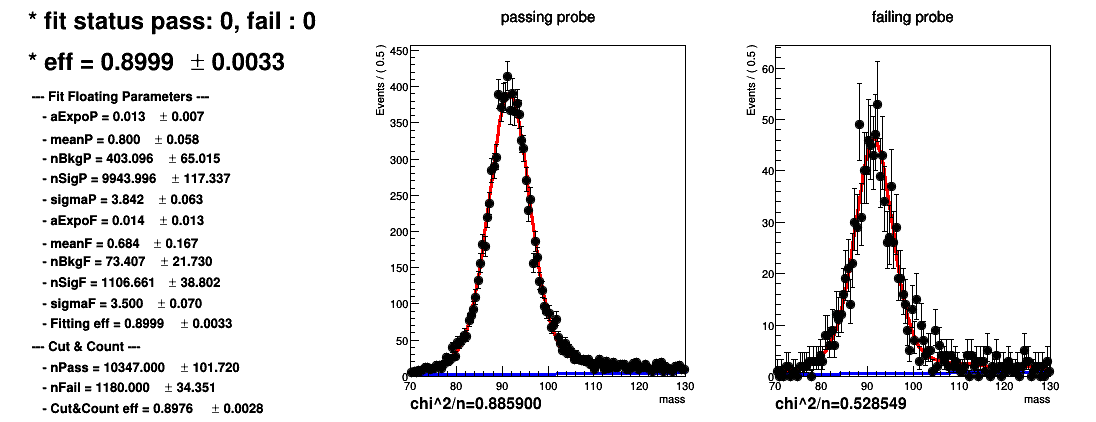 * fit status pass: 0, fail : 0
* eff = 0.8999 ± 0.0033
--- Fit Floating Parameters ---
- aExpoP = 0.013 ± 0.007
- meanP = 0.800 ± 0.058
- nBkgP = 403.096 ± 65.015
- nSigP = 9943.996 ± 117.337
- sigmaP = 3.842 ± 0.063
- aExpoF = 0.014 ± 0.013
- meanF = 0.684 ± 0.167
- nBkgF = 73.407 ± 21.730
- nSigF = 1106.661 ± 38.802
- sigmaF = 3.500 ± 0.070
- Fitting eff = 0.8999 ± 0.0033
--- Cut & Count ---
- nPass = 10347.000 ± 101.720
- nFail = 1180.000 ± 34.351
- Cut&Count eff = 0.8976 ± 0.0028
passing probe
Events / ( 0.5 )
450
400
350
300
250
200
150
100
50
0
70 80 90 100 110 120 130
mass
chi^2/n=0.885900
failing probe
Events / ( 0.5 )
60
50
40
30
20
10
0
70 80 90 100 110 120 130
mass
chi^2/n=0.528549